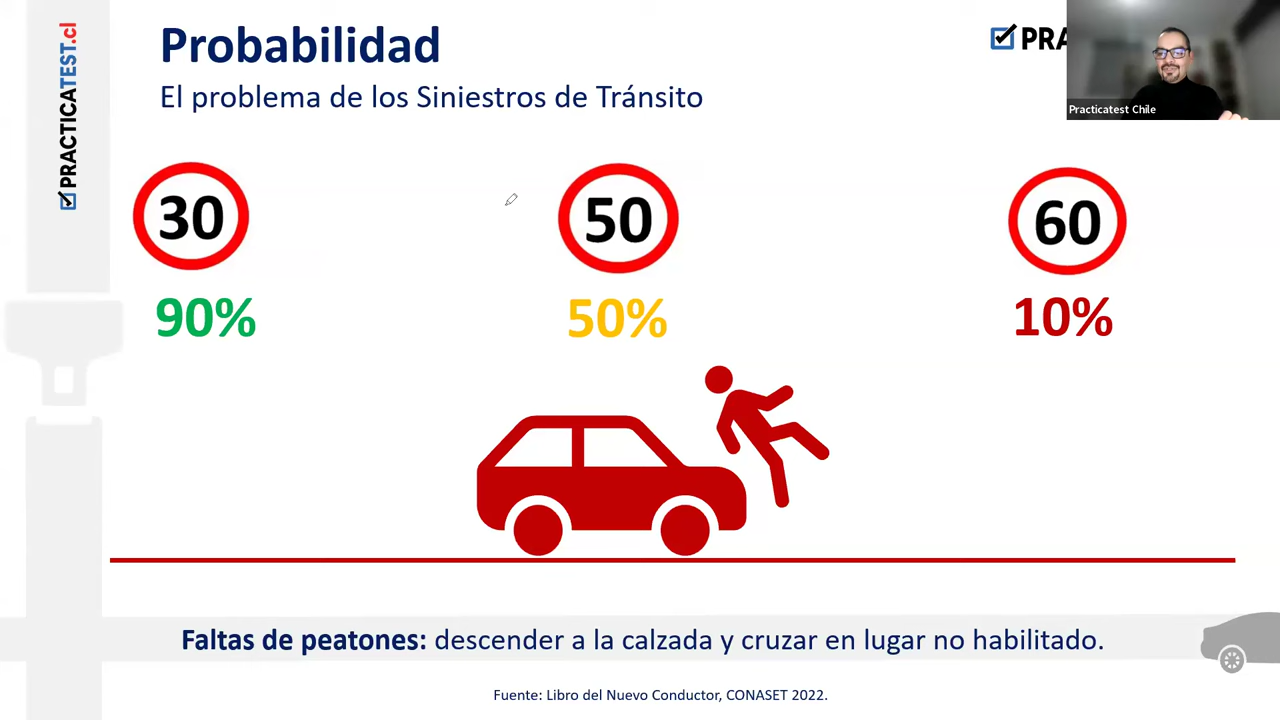 PRACTICATEST.cl
Probabilidad
El problema de los Siniestros de Tránsito
Practicatest Chile
30
50
60
90%
50%
10%
Faltas de peatones: descender a la calzada y cruzar en lugar no habilitado.
Fuente: Libro del Nuevo Conductor, CONASET 2022.